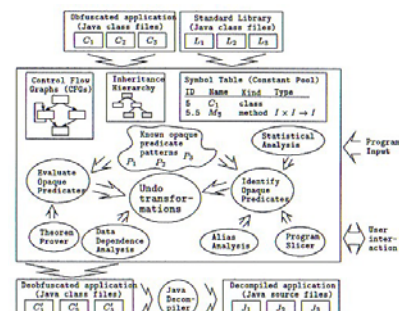 Obfuscated application
(Java class files)
C₁ C₂ C₃
Standard Library
(Java class files)
L₁ L₂ L₃
Control Flow
Graphs (CFGs)
Inheritance
Hierarchy
Symbol Table (Constant Pool)
ID Name Kind Type
5 C₁ class
5.5 M₃ method I × I → I
Known opaque
predicate
patterns
P₁ P₂ P₃
Statistical
Analysis
Program
Input
Evaluate
Opaque
Predicates
Undo
transfor-
mations
Identify
Opaque
Predicates
Theorem
Prover
Data
Dependence
Analysis
Alias
Analysis
Program
Slicer
User
inter-
action
Deobfuscated application
(Java class files)
Java
Decom-
piler
Decompiled application
(Java source files)
J₁ J₂ J₃